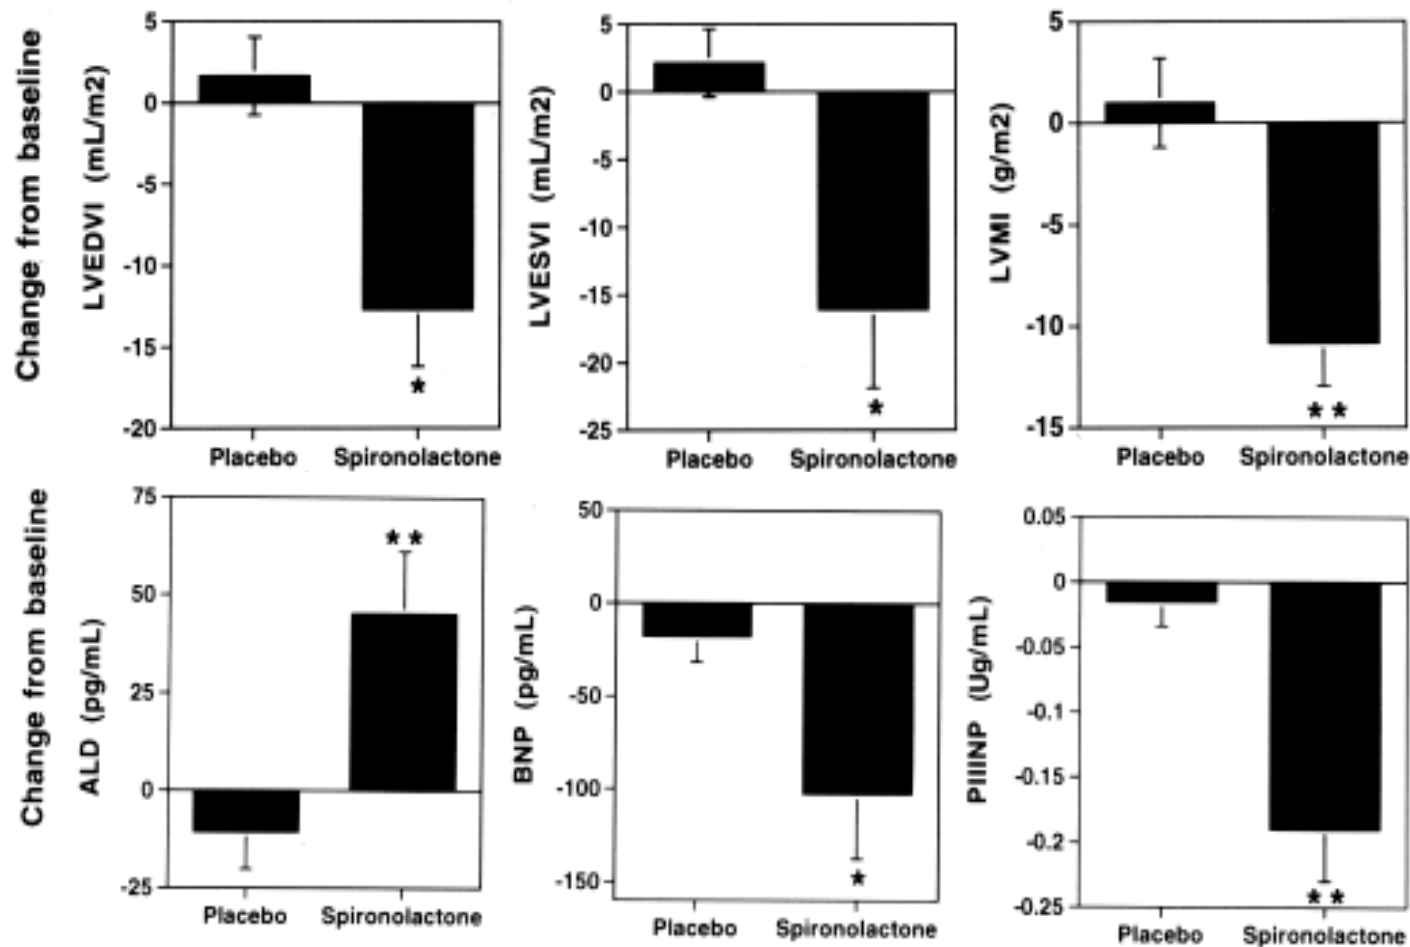 Change from baseline
LVEDVI (mL/m2)
5
0
-5
-10
-15
-20
*
Placebo Spironolactone
LVESVI (mL/m2)
5
0
-5
-10
-15
-20
-25
*
Placebo Spironolactone
LVMI (g/m2)
5
0
-5
-10
-15
**
Placebo Spironolactone
Change from baseline
ALD (pg/mL)
75
50
25
0
-25
**
Placebo Spironolactone
BNP (pg/mL)
50
0
-50
-100
-150
*
Placebo Spironolactone
PIIINP (Ug/mL)
0.05
0
-0.05
-0.1
-0.15
-0.2
-0.25
**
Placebo Spironolactone